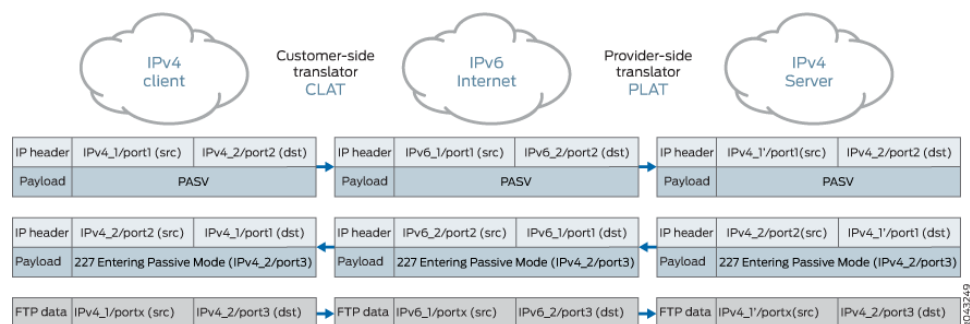 IPv4
client
Customer-side
translator
CLAT
IPv6
Internet
Provider-side
translator
PLAT
IPv4
Server
IP header IPv4_1/port1 (src) IPv4_2/port2 (dst) IP header IPv6_1/port1 (src) IPv6_2/port2 (dst) IP header IPv4_1'/port1(src) IPv4_2/port2 (dst)
Payload PASV Payload PASV Payload PASV
IP header IPv4_2/port2 (src) IPv4_1/port1 (dst) IP header IPv6_2/port2 (src) IPv6_1/port1 (dst) IP header IPv4_2/port2(src) IPv4_1'/port1 (dst)
Payload 227 Entering Passive Mode (IPv4_2/port3) Payload 227 Entering Passive Mode (IPv4_2/port3) Payload 227 Entering Passive Mode (IPv4_2/port3)
FTP data IPv4_1/portx (src) IPv4_2/port3 (dst) FTP data IPv6_1/portx (src) IPv6_2/port3 (dst) FTP data IPv4_1'/portx(src) IPv4_2/port3 (dst)